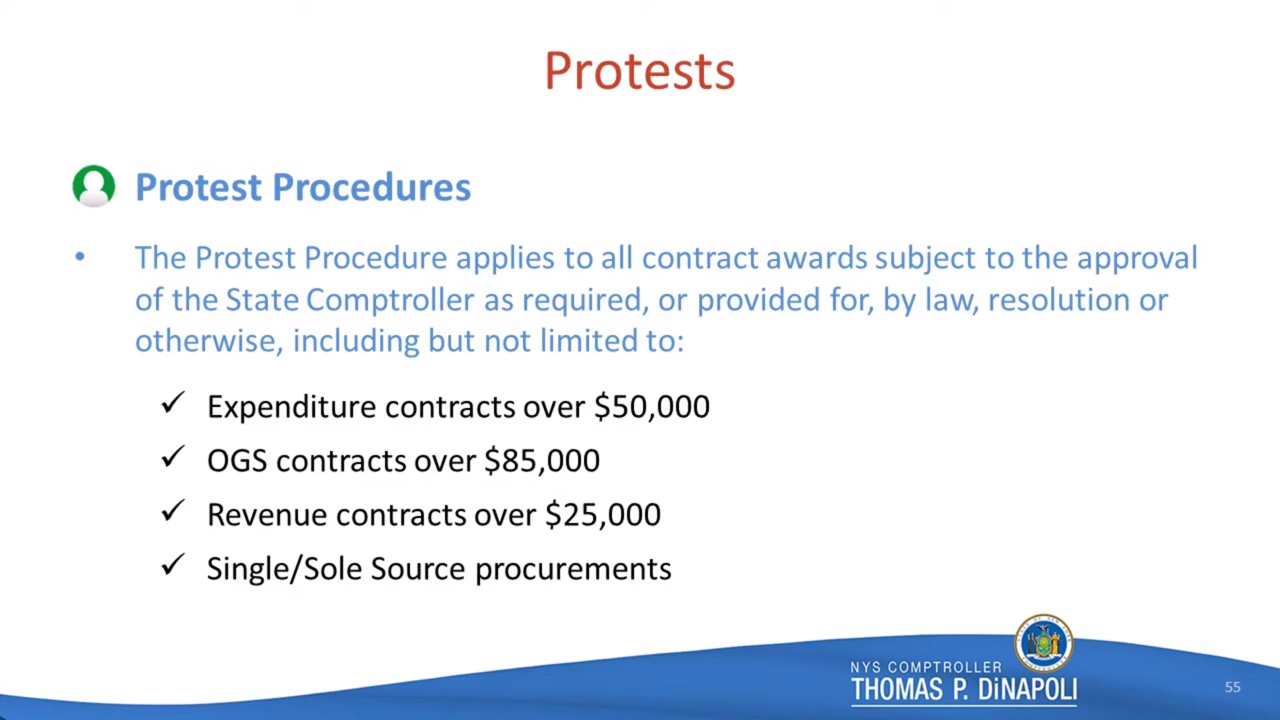 Protests
Protest Procedures
• The Protest Procedure applies to all contract awards subject to the approval
of the State Comptroller as required, or provided for, by law, resolution or
otherwise, including but not limited to:
✓ Expenditure contracts over $50,000
✓ OGS contracts over $85,000
✓ Revenue contracts over $25,000
✓ Single/Sole Source procurements
NYS COMPTROLLER
THOMAS P. DiNAPOLI
55